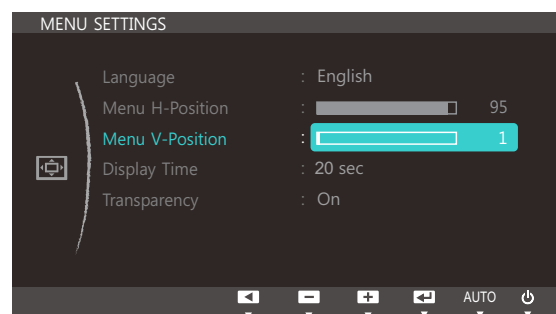 MENU SETTINGS
Language : English
Menu H-Position : 95
Menu V-Position : 1
Display Time : 20 sec
Transparency : On
AUTO